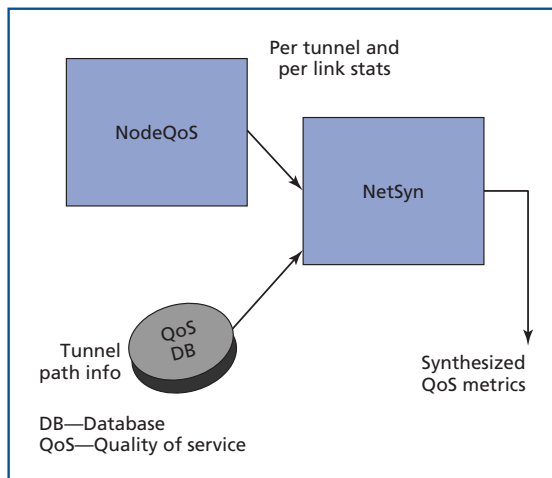 Per tunnel and
per link stats
NodeQoS
NetSyn
QoS
DB
Tunnel
path info
Synthesized
QoS metrics
DB—Database
QoS—Quality of service